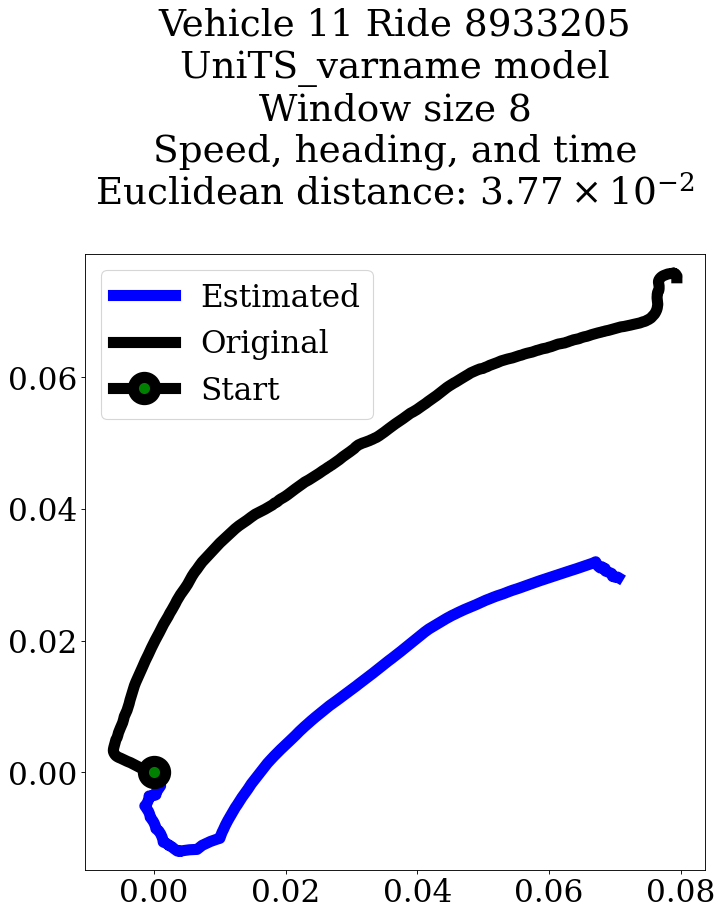 Vehicle 11 Ride 8933205
UniTS_varname model
Window size 8
Speed, heading, and time
Euclidean distance: 3.77 × 10⁻²
Estimated
Original
Start
0.06
0.04
0.02
0.00
0.00 0.02 0.04 0.06 0.08